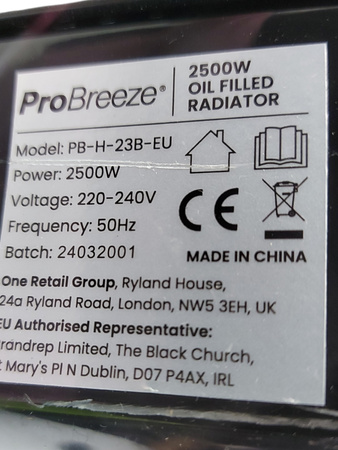 ProBreeze®
2500W
OIL FILLED
RADIATOR
Model: PB-H-23B-EU
Power: 2500W
Voltage: 220-240V
Frequency: 50Hz
Batch: 24032001
CE
MADE IN CHINA
One Retail Group, Ryland House,
24a Ryland Road, London, NW5 3EH, UK
EU Authorised Representative:
randrep Limited, The Black Church,
t Mary's Pl N Dublin, D07 P4AX, IRL